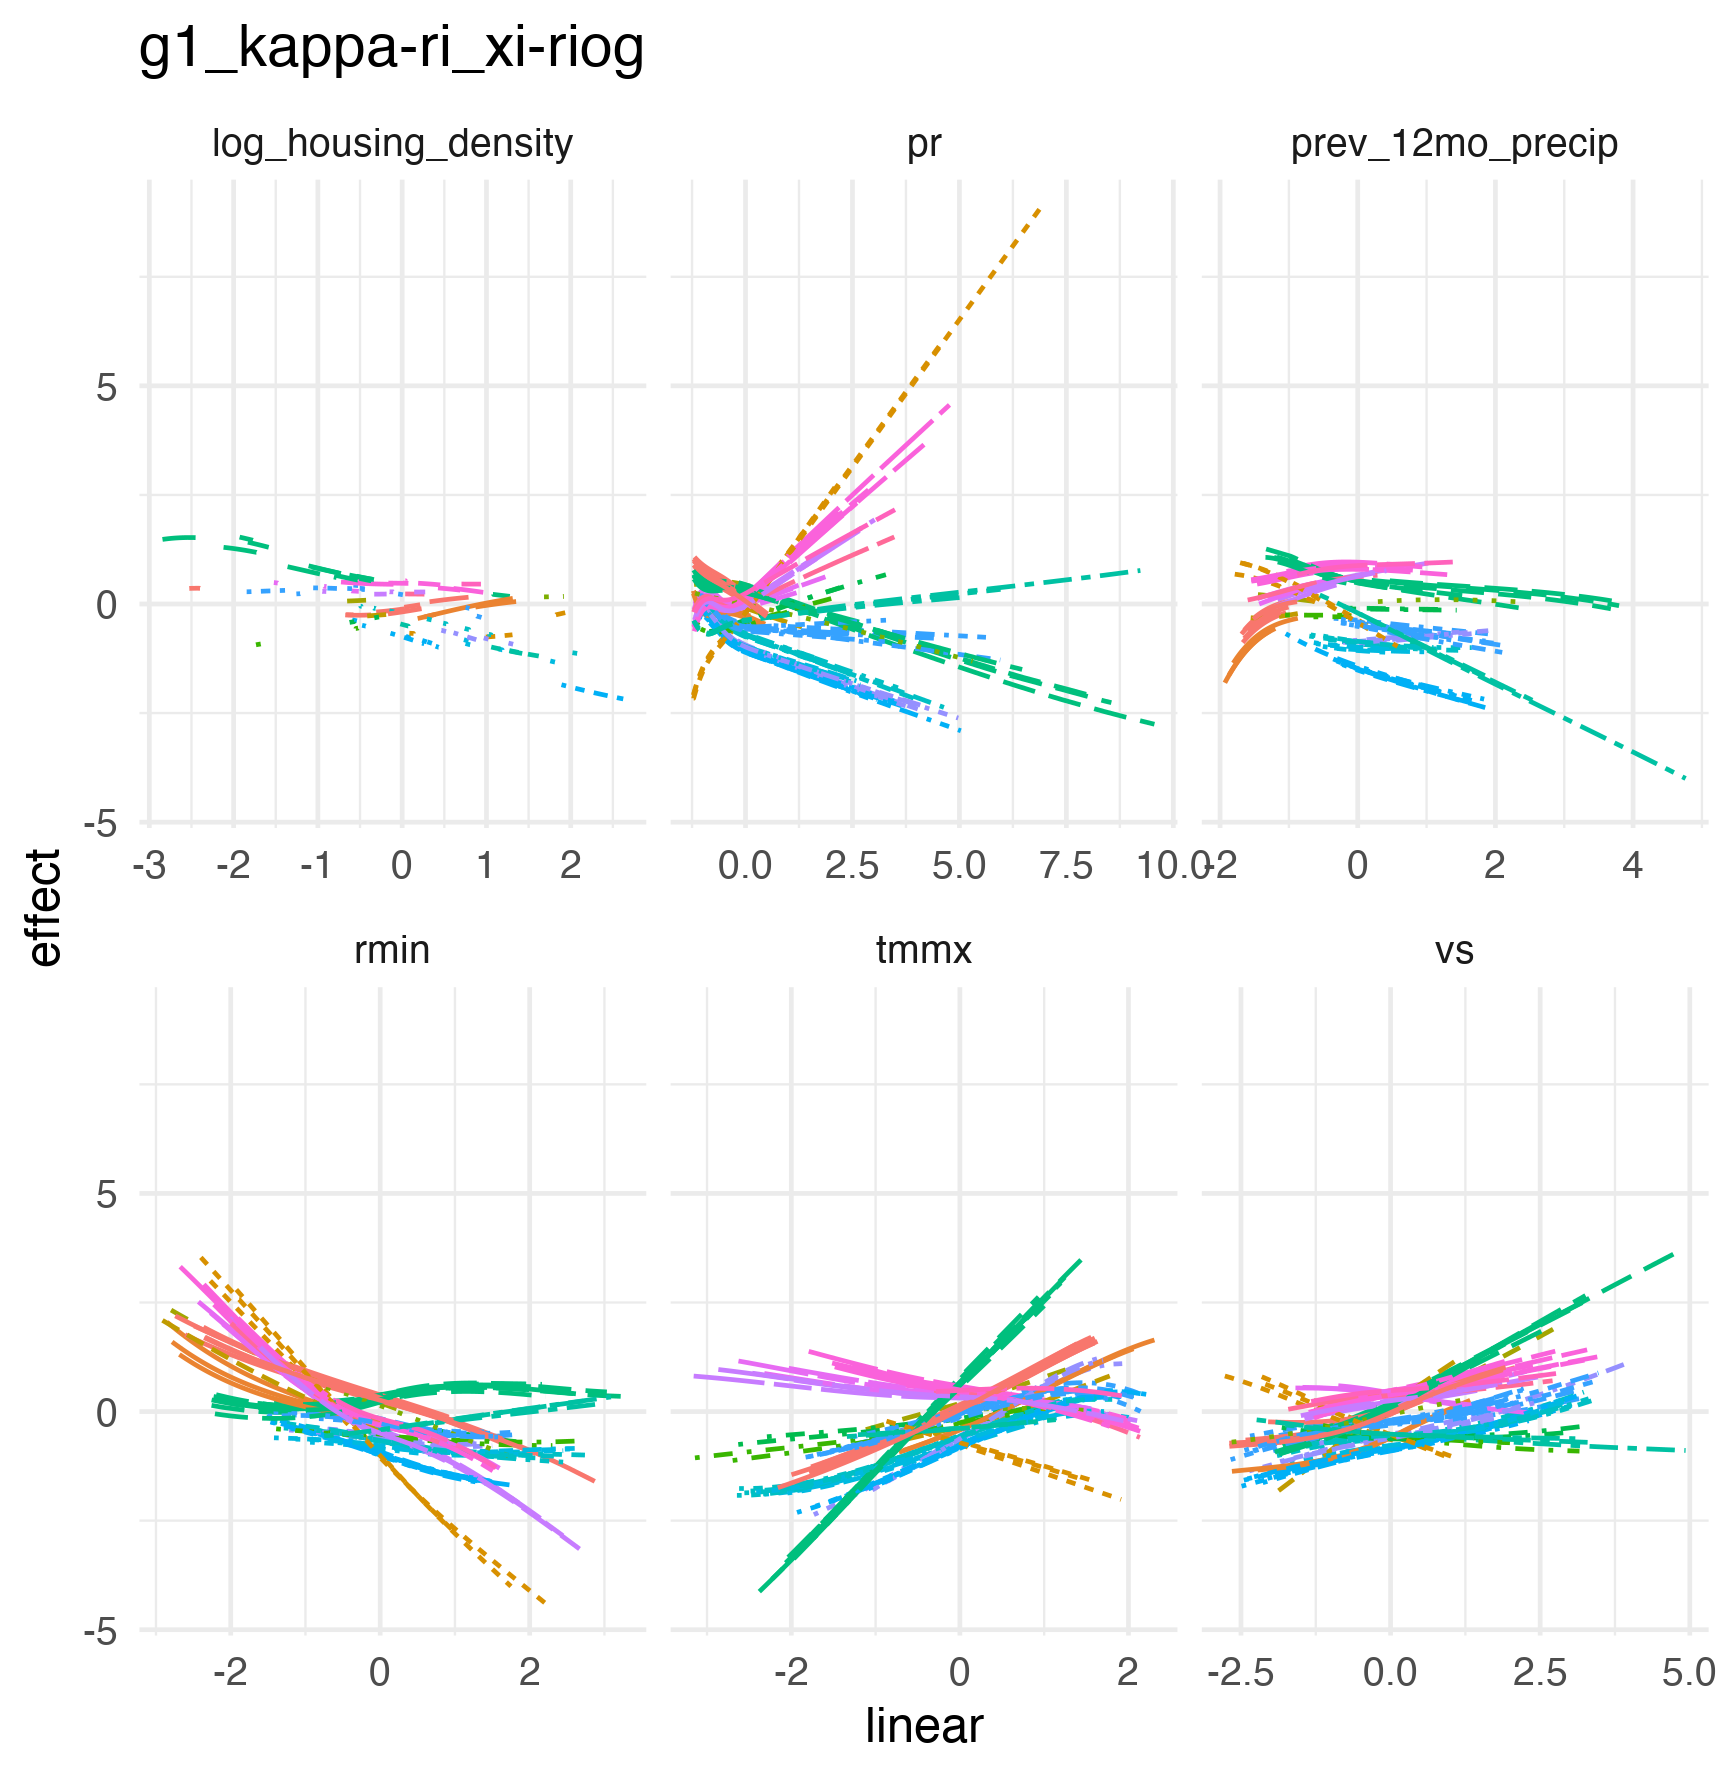 g1_kappa-ri_xi-riog
log_housing_density pr prev_12mo_precip
5
0
-5
-3 -2 -1 0 1 2 0.0 2.5 5.0 7.5 10.0 -2 0 2 4
effect
rmin tmmx vs
5
0
-5
-2 0 2 -2 0 2 -2.5 0.0 2.5 5.0
linear